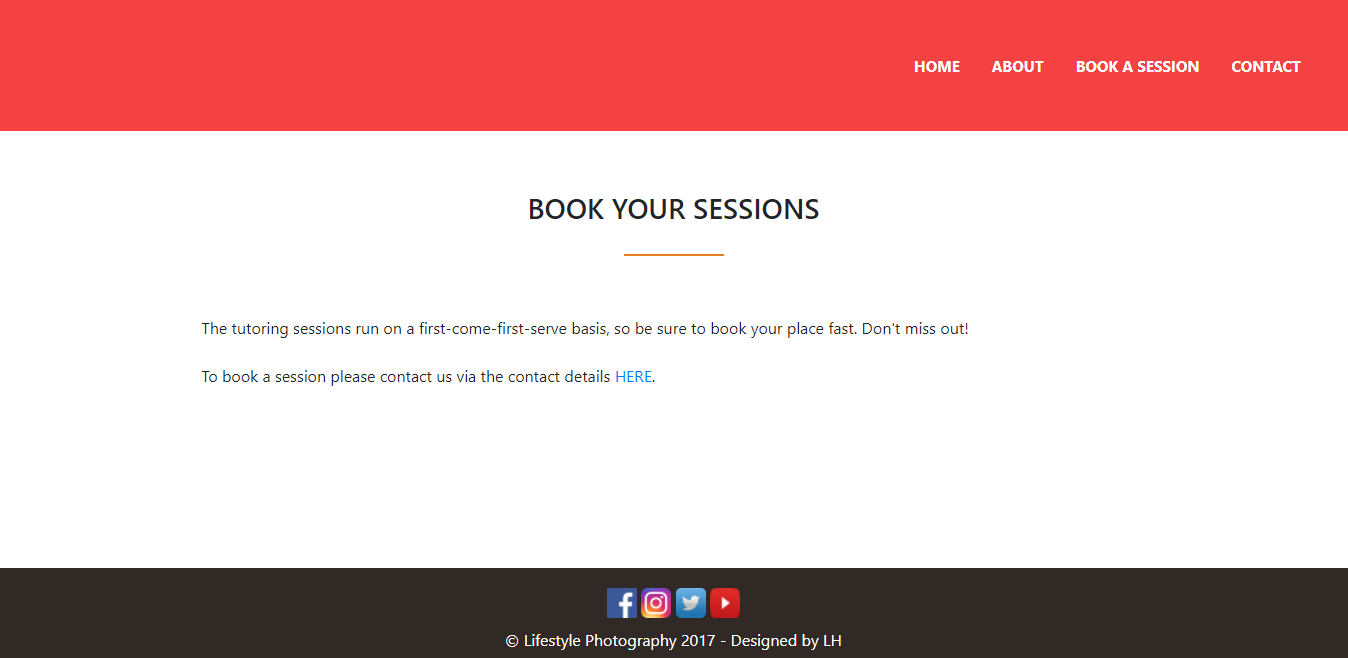 HOME ABOUT BOOK A SESSION CONTACT
BOOK YOUR SESSIONS
The tutoring sessions run on a first-come-first-serve basis, so be sure to book your place fast. Don't miss out!
To book a session please contact us via the contact details HERE.
© Lifestyle Photography 2017 - Designed by LH